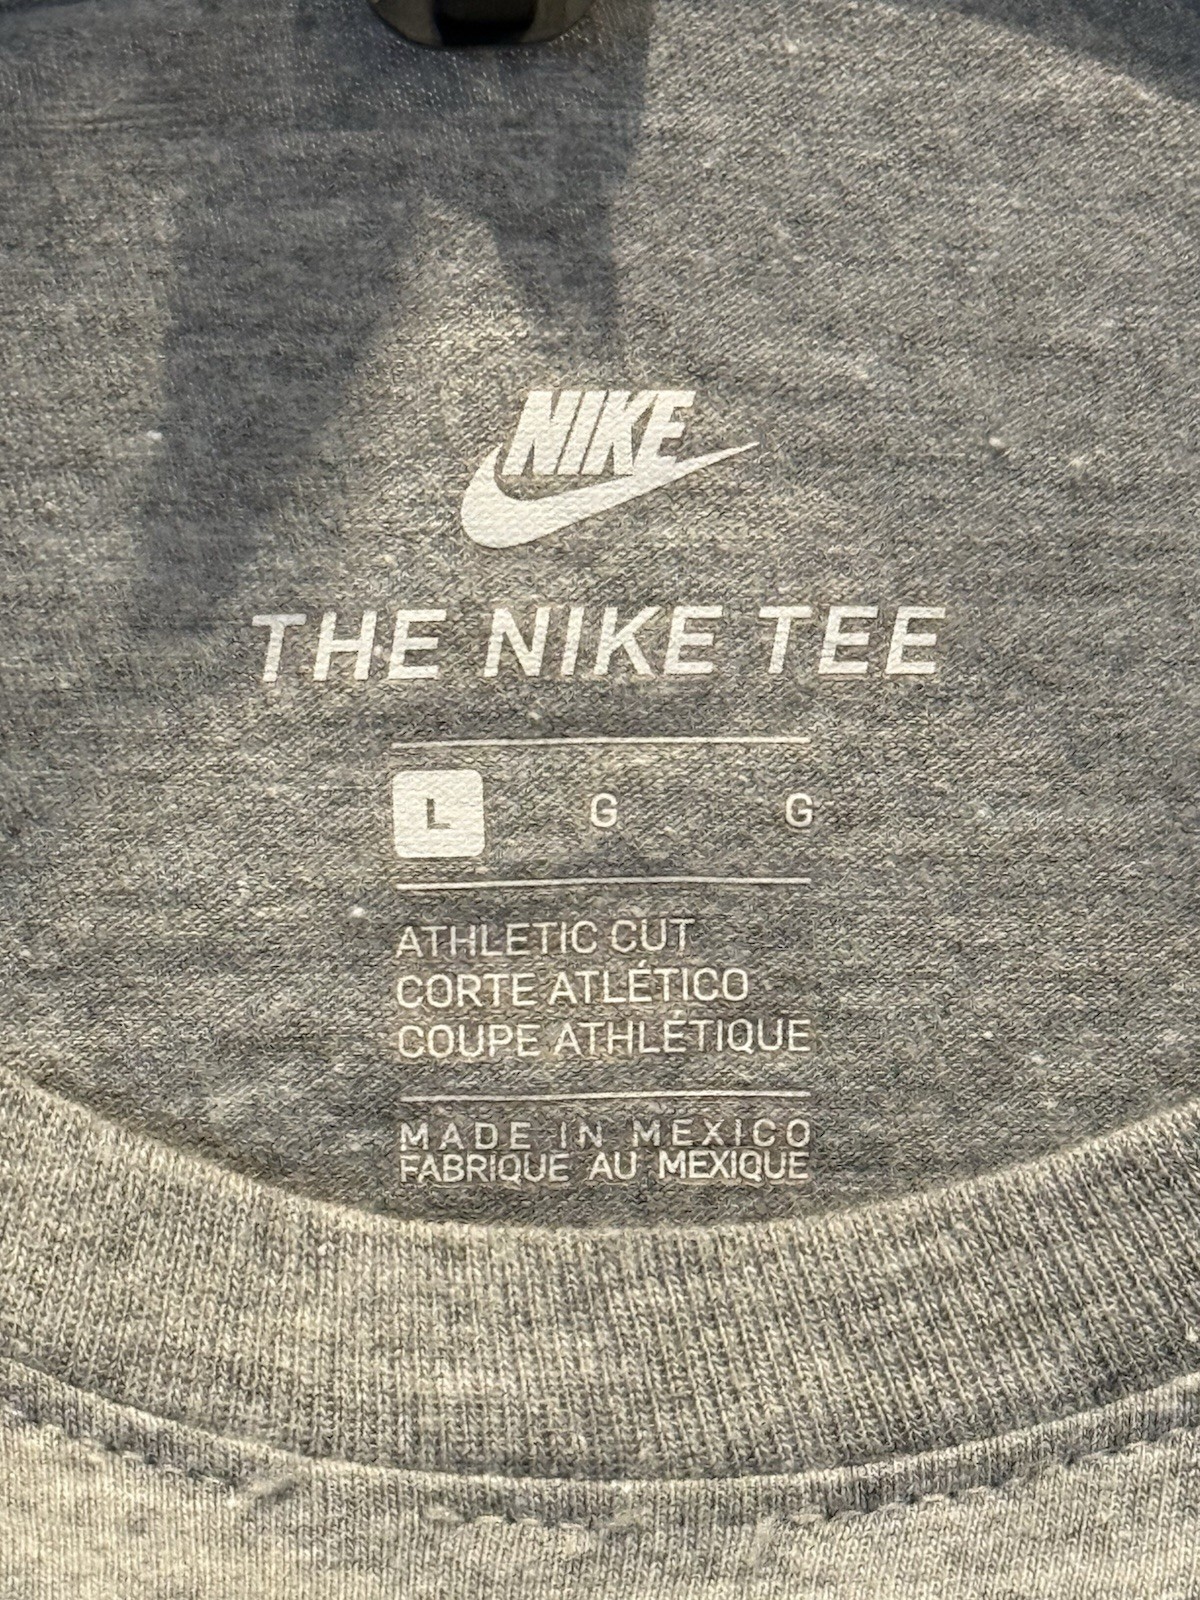 NIKE
THE NIKE TEE
L G G
ATHLETIC CUT
CORTE ATLÉTICO
COUPE ATHLÉTIQUE
MADE IN MEXICO
FABRIQUE AU MEXIQUE